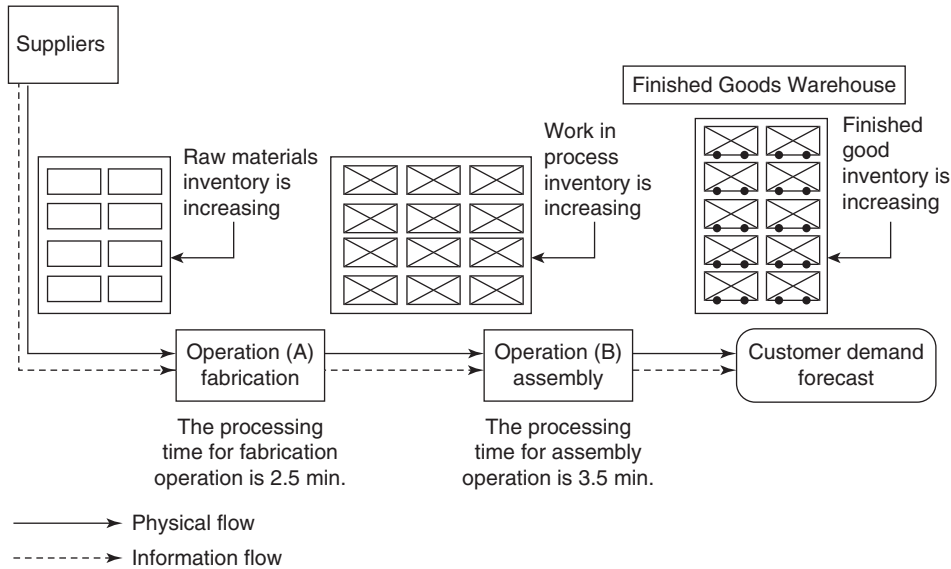 Suppliers
Finished Goods Warehouse
Raw materials
inventory is
increasing
Work in
process
inventory is
increasing
Finished
good
inventory is
increasing
Operation (A)
fabrication
Operation (B)
assembly
Customer demand
forecast
The processing
time for fabrication
operation is 2.5 min.
The processing
time for assembly
operation is 3.5 min.
Physical flow
Information flow